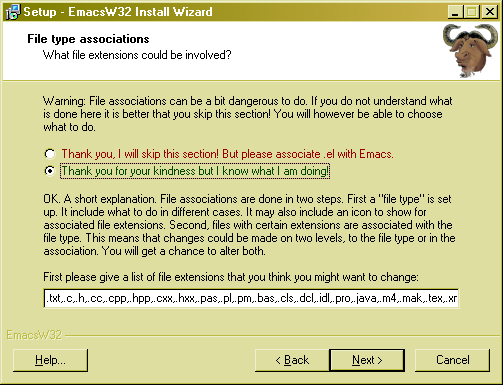 Setup - EmacsW32 Install Wizard
File type associations
What file extensions could be involved?
Warning: File associations can be a bit dangerous to do. If you do not understand what
is done here it is better that you skip this section! You will however be able to choose
what to do.
Thank you, I will skip this section! But please associate .el with Emacs.
Thank you for your kindness but I know what I am doing!
OK. A short explanation. File associations are done in two steps. First a "file type" is set
up. It include what to do in different cases. It may also include an icon to show for
associated file extensions. Second, files with certain extensions are associated with the
file type. This means that changes could be made on two levels, to the file type or in the
association. You will get a chance to alter both.
First please give a list of file extensions that you think you might want to change:
.txt,.c,.h,.cc,.cpp,.hpp,.cxx,.hxx,.pas,.pl,.pm,.bas,.cls,.dcl,.idl,.pro,.java,.m4,.mak,.tex,
EmacsW32
Help... < Back Next > Cancel